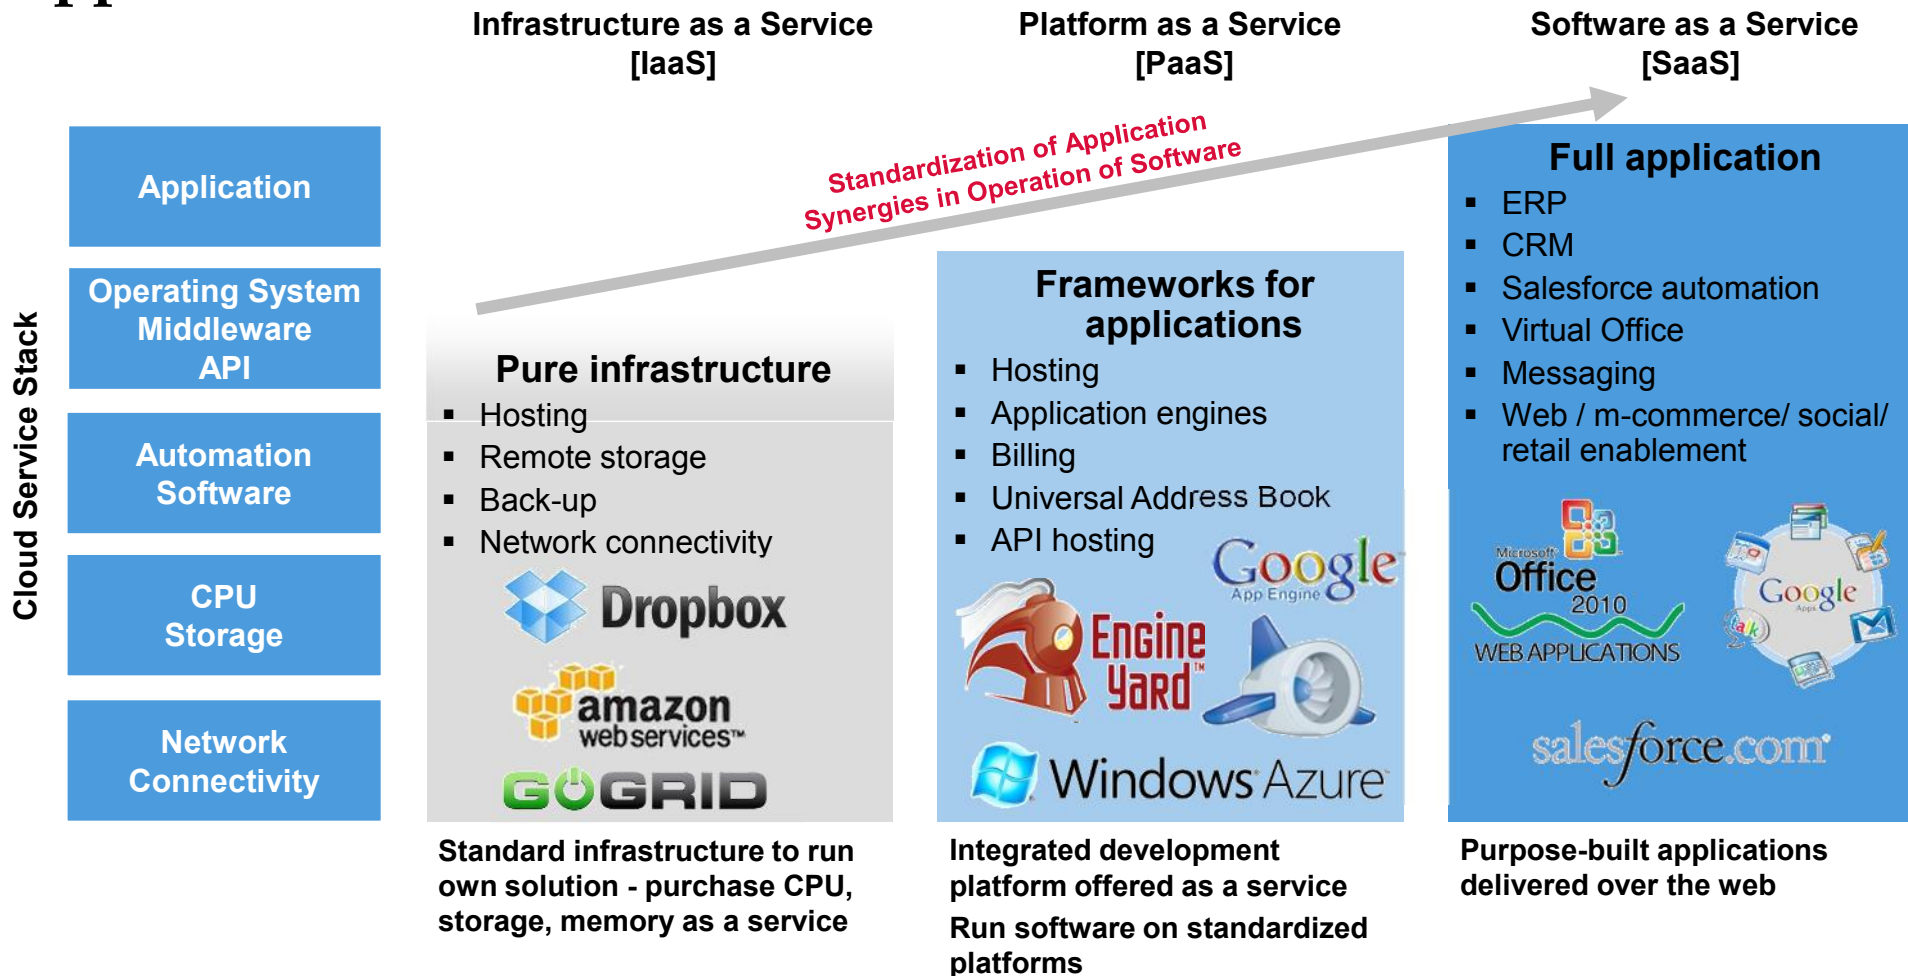 Infrastructure as a Service
[IaaS]
Platform as a Service
[PaaS]
Software as a Service
[SaaS]
Standardization of Application
Synergies in Operation of Software
Cloud Service Stack
Application
Operating System
Middleware
API
Automation
Software
CPU
Storage
Network
Connectivity
Pure infrastructure
▪ Hosting
▪ Remote storage
▪ Back-up
▪ Network connectivity
Dropbox
amazon
webservices™
GOGRID
Standard infrastructure to run
own solution - purchase CPU,
storage, memory as a service
Frameworks for
applications
▪ Hosting
▪ Application engines
▪ Billing
▪ Universal Address Book
▪ API hosting
Google
App Engine
Engine
Yard™
Windows Azure
Integrated development
platform offered as a service
Run software on standardized
platforms
Full application
▪ ERP
▪ CRM
▪ Salesforce automation
▪ Virtual Office
▪ Messaging
▪ Web / m-commerce/ social/
retail enablement
Microsoft
Office
2010
WEB APPLICATIONS
Google
Apps
talk
salesforce.com
Purpose-built applications
delivered over the web